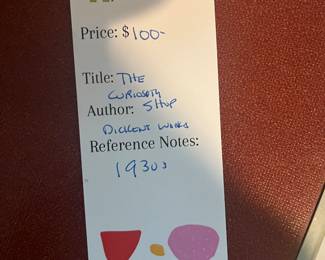 Price: $100-
Title: THE
CURIOSITY
Author: SHOP
DICKENS WORKS
Reference Notes:
1930s